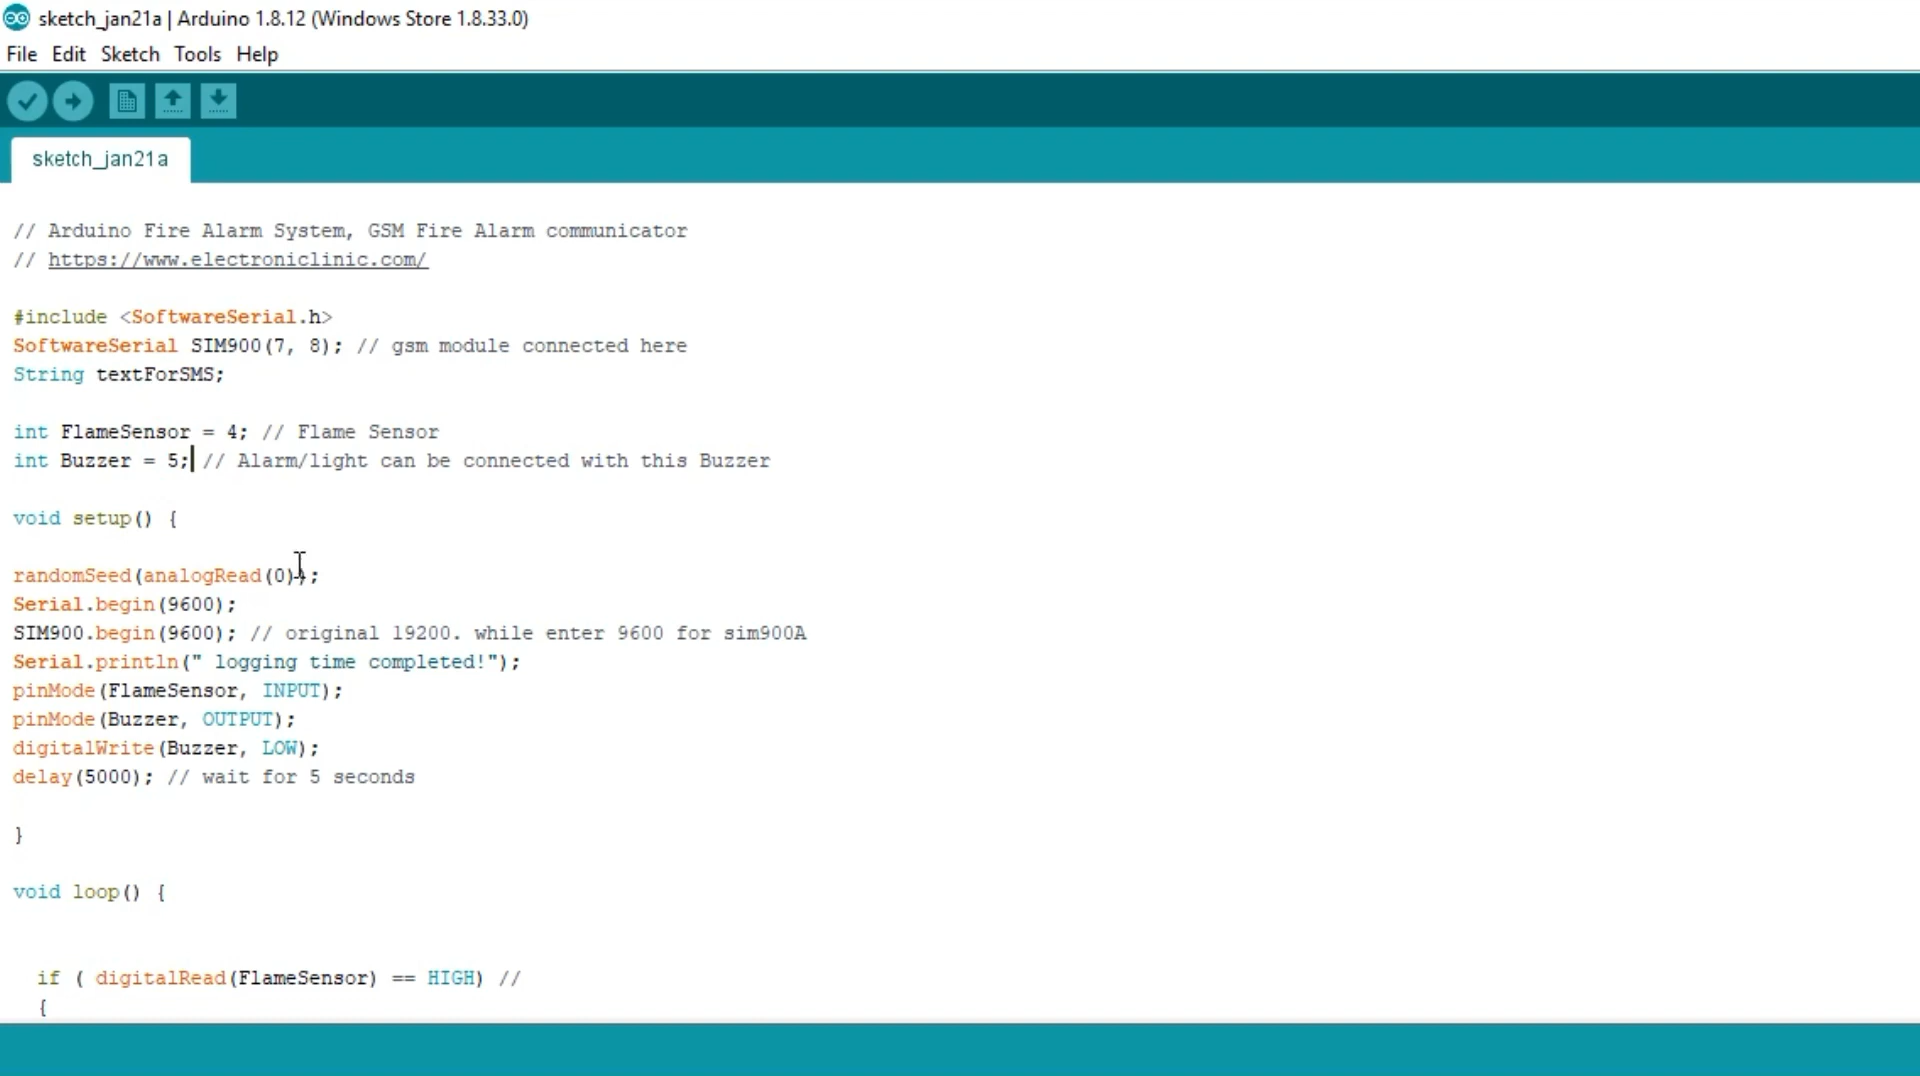 sketch_jan21a | Arduino 1.8.12 (Windows Store 1.8.33.0)
File Edit Sketch Tools Help
sketch_jan21a
// Arduino Fire Alarm System, GSM Fire Alarm communicator
// https://www.electroniclinic.com/
#include <SoftwareSerial.h>
SoftwareSerial SIM900(7, 8); // gsm module connected here
String textForSMS;
int FlameSensor = 4; // Flame Sensor
int Buzzer = 5; // Alarm/light can be connected with this Buzzer
void setup() {
randomSeed(analogRead(0));
Serial.begin(9600);
SIM900.begin(9600); // original 19200. while enter 9600 for sim900A
Serial.println(" logging time completed!");
pinMode(FlameSensor, INPUT);
pinMode(Buzzer, OUTPUT);
digitalWrite(Buzzer, LOW);
delay(5000); // wait for 5 seconds
}
void loop() {
if ( digitalRead(FlameSensor) == HIGH) //
{